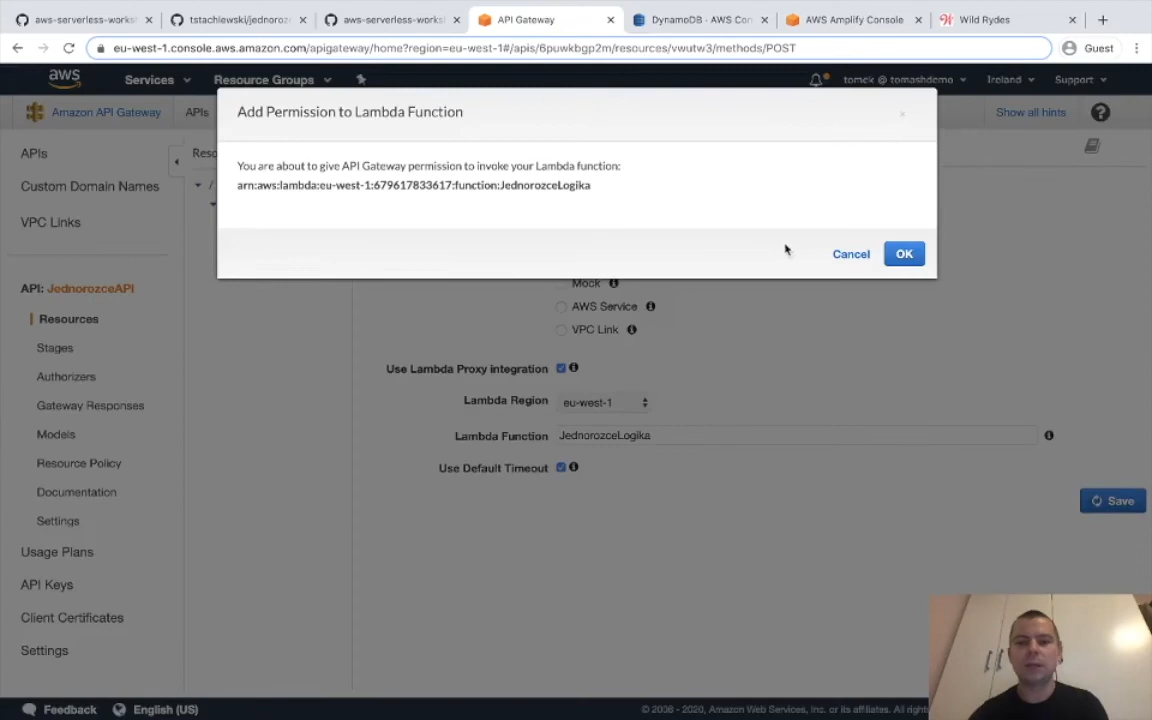 aws-serverless-worksh
tstachlewski/jednoroz
aws-serverless-worksh
API Gateway
DynamoDB · AWS Con
AWS Amplify Console
Wild Rydes
eu-west-1.console.aws.amazon.com/apigateway/home?region=eu-west-1#/apis/6puwkbgp2m/resources/vwutw3/methods/POST
Guest
aws
Services
Resource Groups
tomek @ tomashdemo
Ireland
Support
Amazon API Gateway
APIs
Show all hints
Add Permission to Lambda Function
You are about to give API Gateway permission to invoke your Lambda function:
arn:aws:lambda:eu-west-1:679617833617:function:JednorozceLogika
Cancel
OK
APIs
Custom Domain Names
VPC Links
API: JednorozceAPI
Resources
Stages
Authorizers
Gateway Responses
Models
Resource Policy
Documentation
Settings
Usage Plans
API Keys
Client Certificates
Settings
Reso
/
Mock
AWS Service
VPC Link
Use Lambda Proxy integration
Lambda Region
eu-west-1
Lambda Function
JednorozceLogika
Use Default Timeout
Save
Feedback
English (US)
© 2008 - 2020, Amazon Web Services, Inc. or its affiliates. All right